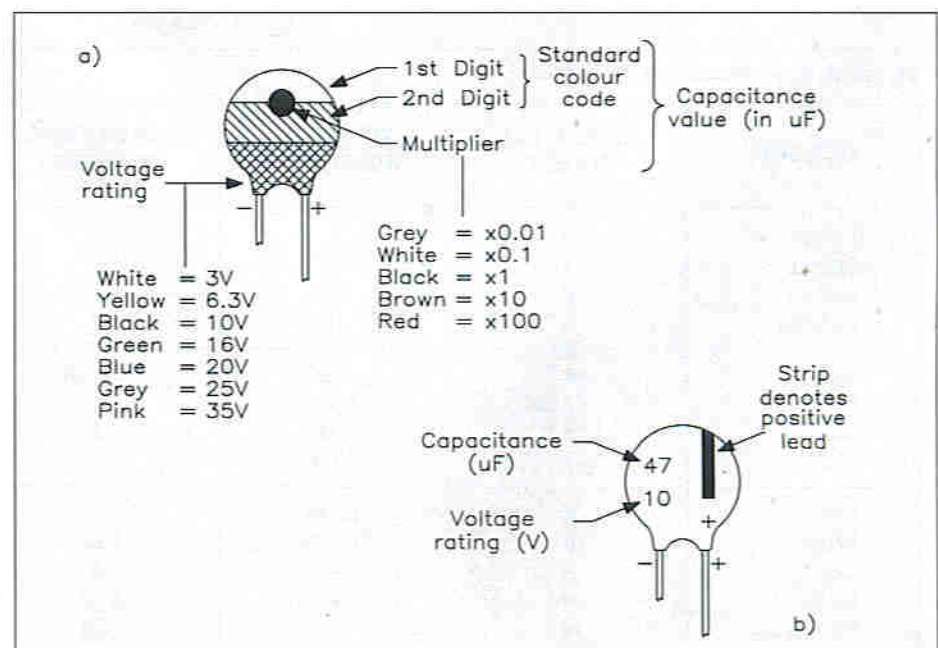 a)
1st Digit
2nd Digit
Standard
colour
code
Capacitance
value (in uF)
Multiplier
Voltage
rating
- +
Grey = x0.01
White = x0.1
Black = x1
Brown = x10
Red = x100
White = 3V
Yellow = 6.3V
Black = 10V
Green = 16V
Blue = 20V
Grey = 25V
Pink = 35V
Strip
denotes
positive
lead
Capacitance
(uF)
47
10
+
Voltage
rating (V)
- +
b)